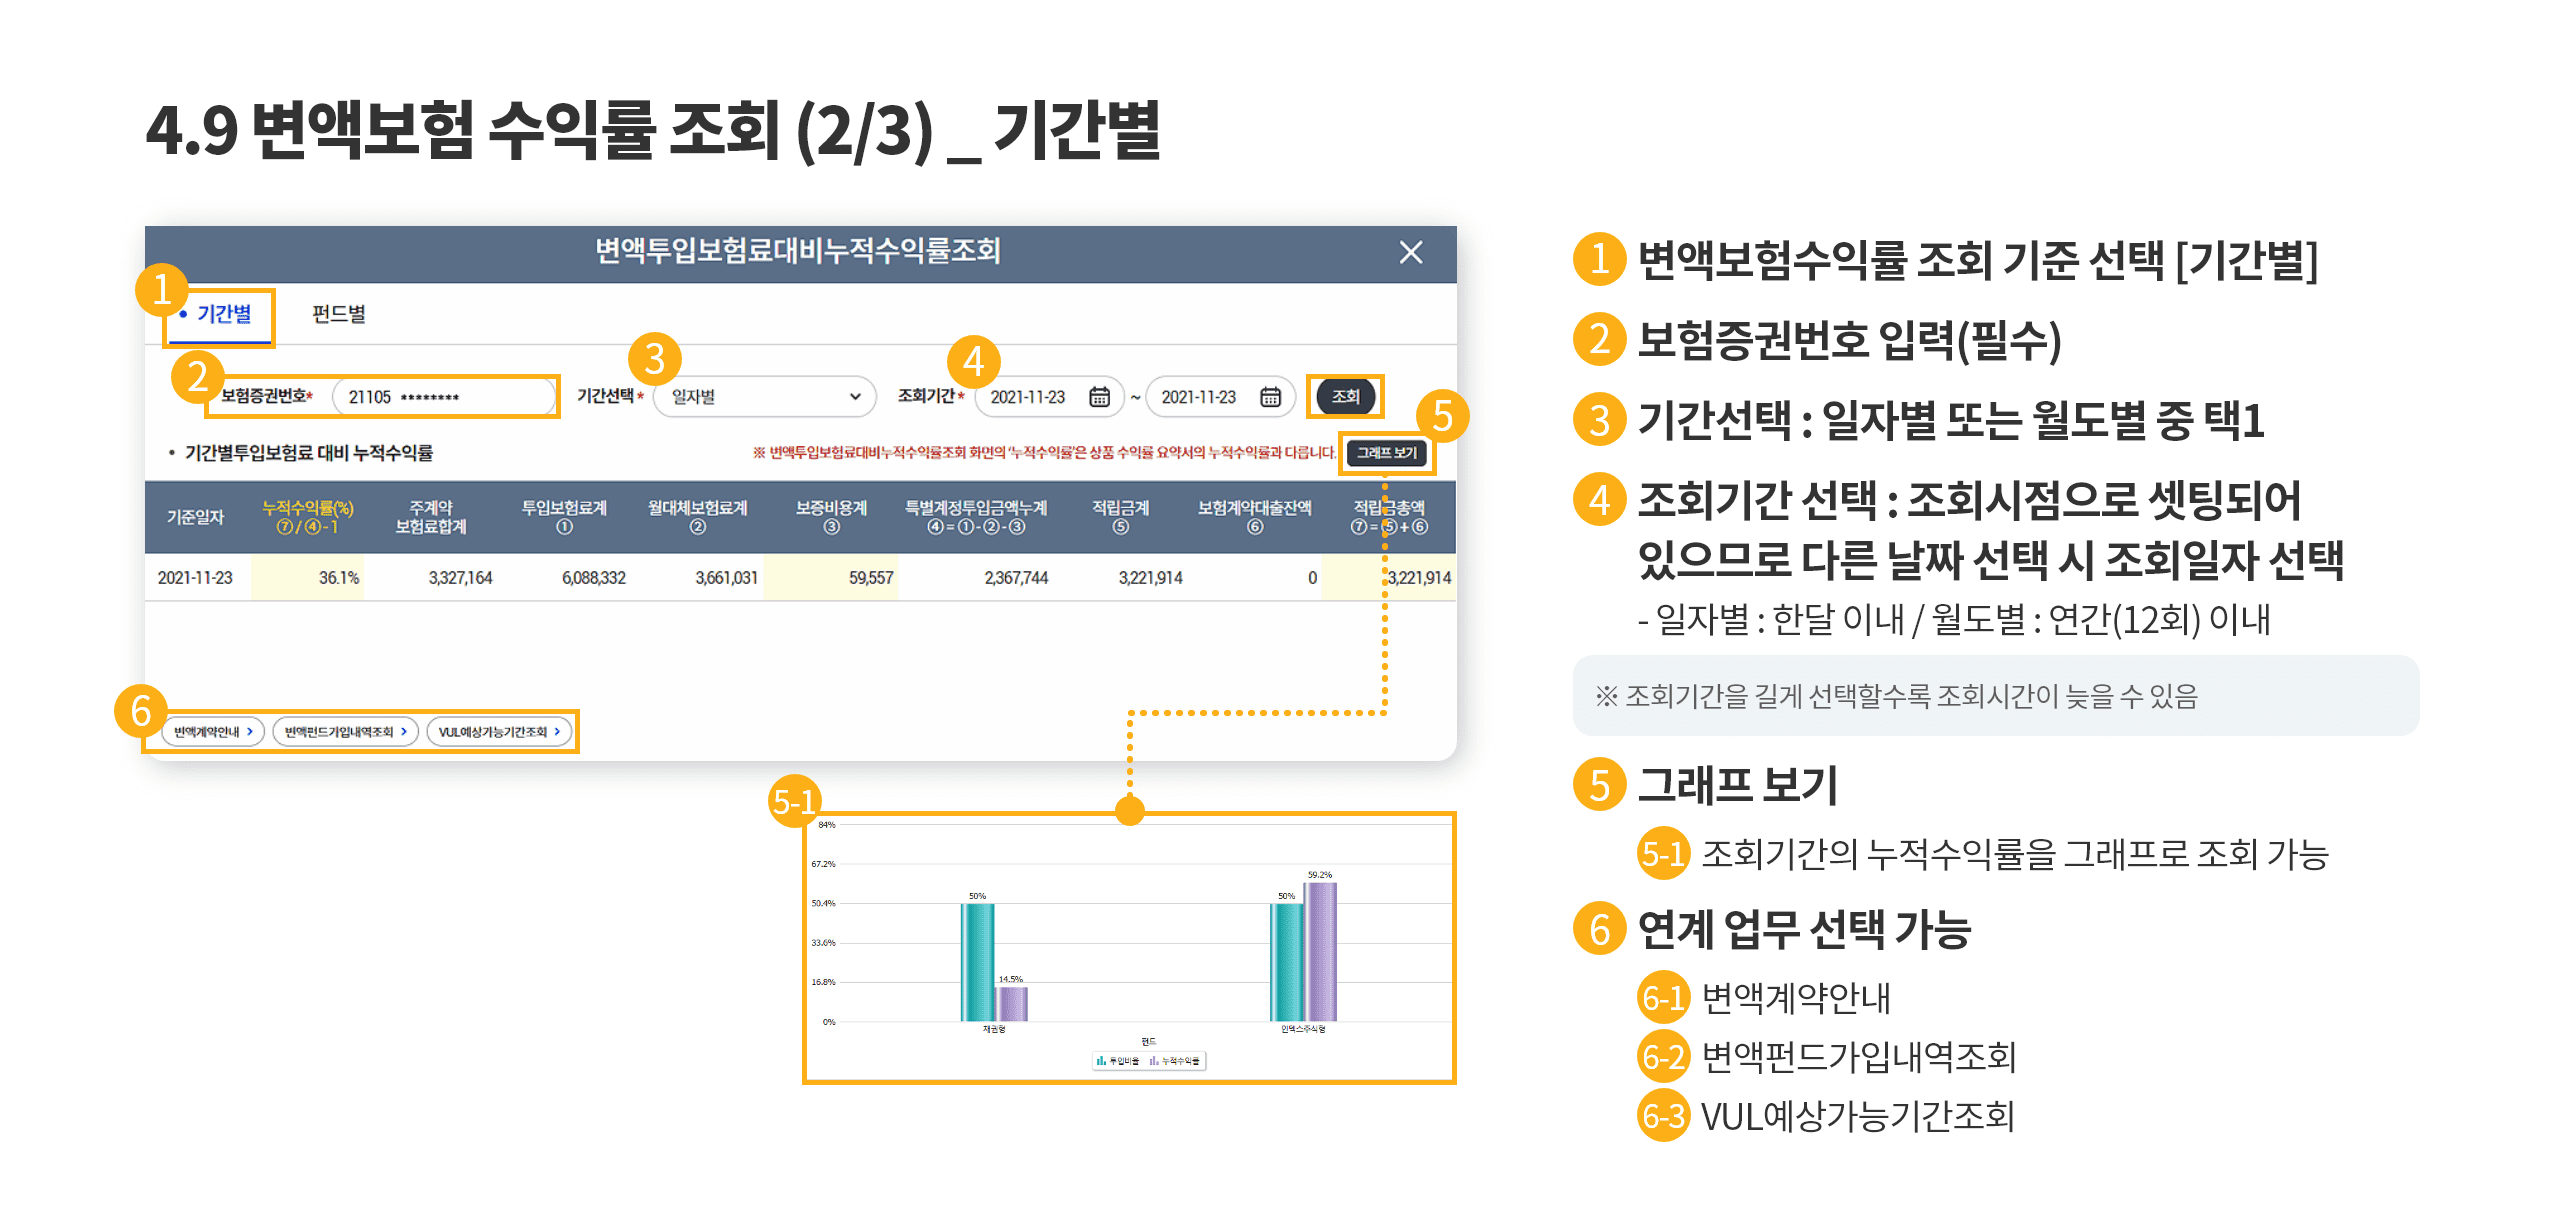 4.9 변액보험 수익률 조회 (2/3) _ 기간별
변액투입보험료대비누적수익률조회
1
• 기간별
펀드별
2
보험증권번호*
21105 ********
기간선택*
3
일자별
4
조회기간*
2021-11-23
~
2021-11-23
조회
5
• 기간별투입보험료 대비 누적수익률
※ 변액투입보험료대비누적수익률조회 화면의 '누적수익률'은 상품 수익률 요약서의 누적수익률과 다릅니다.
그래프 보기
기준일자
누적수익률(%)
⑦/④-1
주계약
보험료합계
투입보험료계
①
월대체보험료계
②
보증비용계
③
특별계정투입금액누계
④=①-②-③
적립금계
⑤
보험계약대출잔액
⑥
적립금총액
⑦=⑤+⑥
2021-11-23 36.1% 3,327,164 6,088,332 3,661,031 59,557 2,367,744 3,221,914 0 3,221,914
6
변액계약안내 >
변액펀드가입내역조회 >
VUL예상가능기간조회 >
5-1
84%
67.2%
50.4%
33.6%
16.8%
0%
50%
14.5%
50%
59.2%
채권형
인덱스주식형
펀드
투입비율
누적수익률
1 변액보험수익률 조회 기준 선택 [기간별]
2 보험증권번호 입력(필수)
3 기간선택 : 일자별 또는 월도별 중 택1
4 조회기간 선택 : 조회시점으로 셋팅되어
있으므로 다른 날짜 선택 시 조회일자 선택
- 일자별 : 한달 이내 / 월도별 : 연간(12회) 이내
※ 조회기간을 길게 선택할수록 조회시간이 늦을 수 있음
5 그래프 보기
5-1 조회기간의 누적수익률을 그래프로 조회 가능
6 연계 업무 선택 가능
6-1 변액계약안내
6-2 변액펀드가입내역조회
6-3 VUL예상가능기간조회